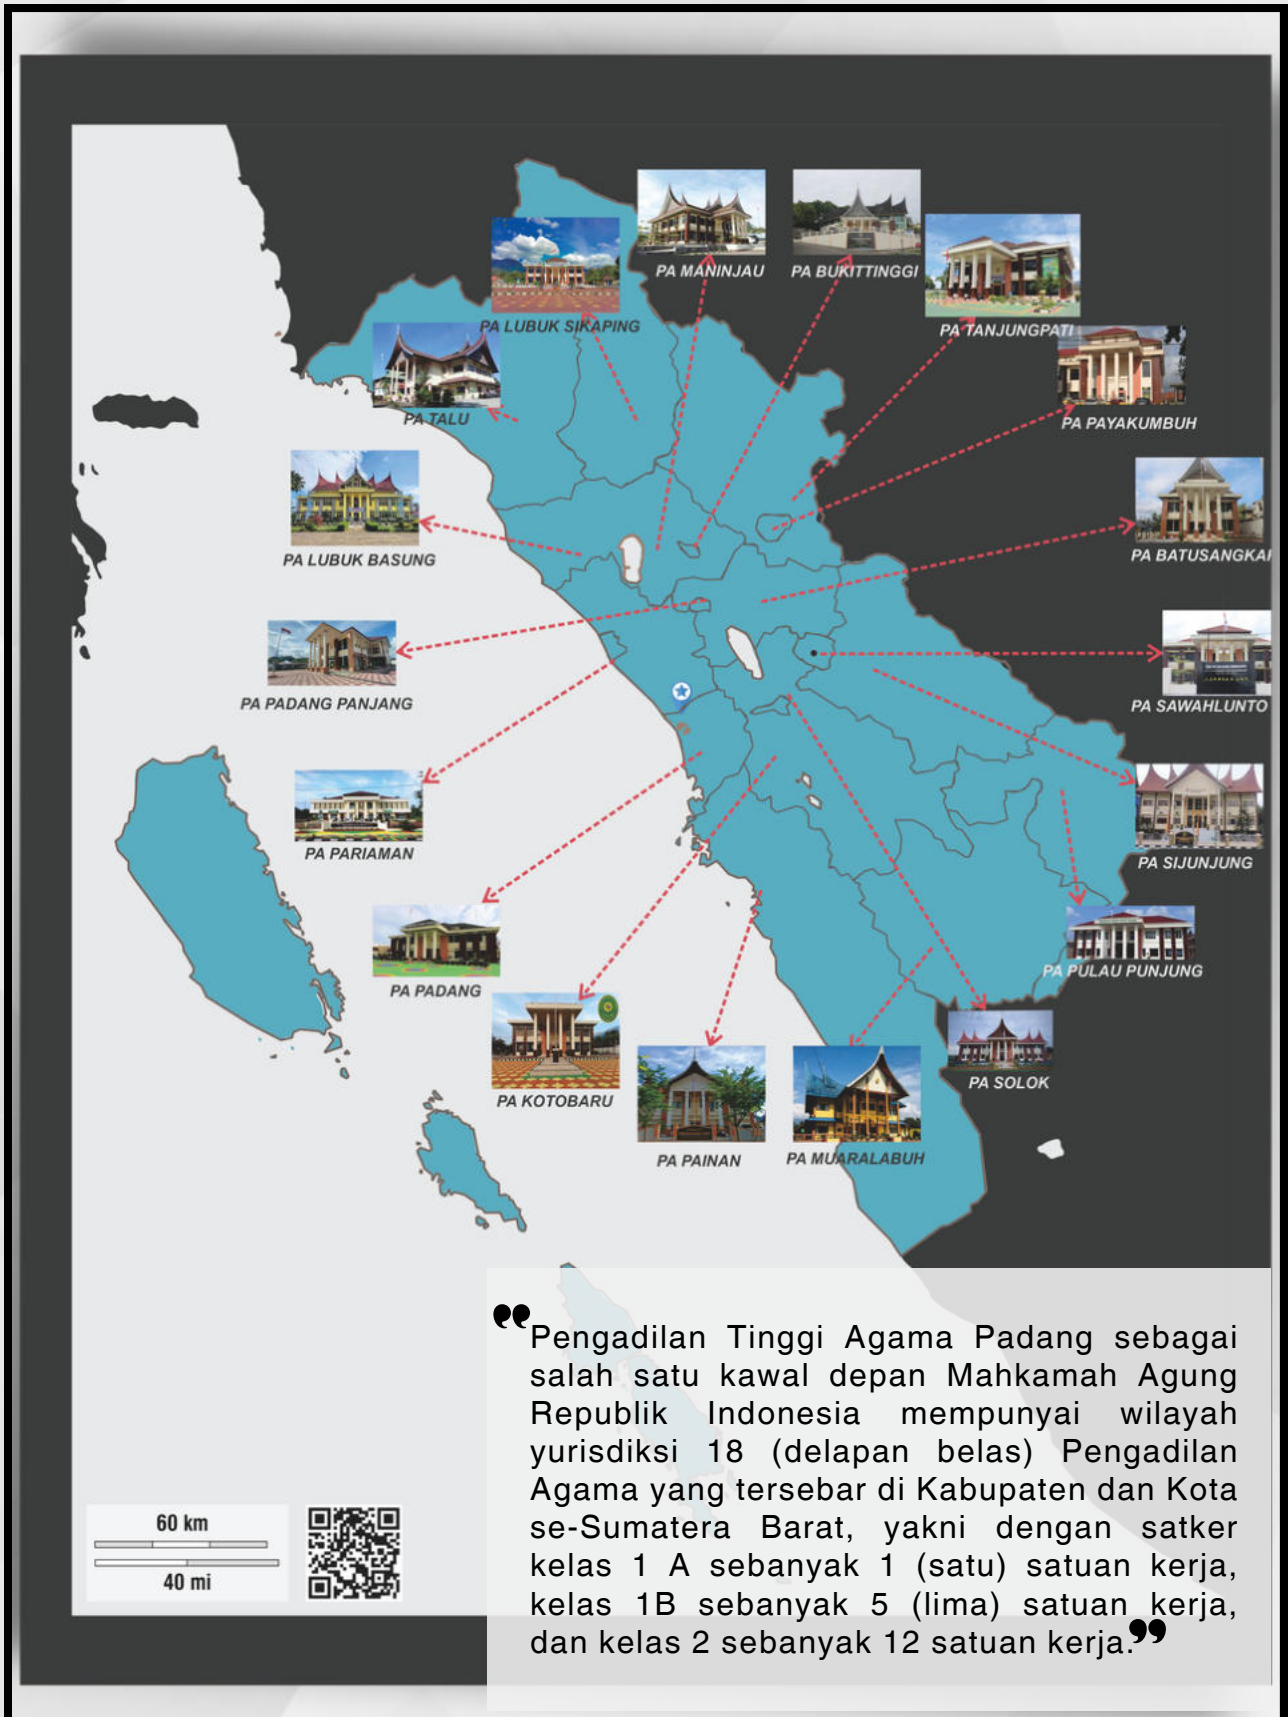 PA MANINJAU
PA BUKITTINGGI
PA LUBUK SIKAPING
PA TANJUNGPATI
PA TALU
PA PAYAKUMBUH
PA LUBUK BASUNG
PA BATUSANGKA
PA PADANG PANJANG
PA SAWAHLUNTO
PA PARIAMAN
PA SIJUNJUNG
PA PADANG
PA PULAU PUNJUNG
PA KOTOBARU
PA SOLOK
PA PAINAN
PA MUARALABUH
60 km
40 mi
❟❟Pengadilan Tinggi Agama Padang sebagai
salah satu kawal depan Mahkamah Agung
Republik Indonesia mempunyai wilayah
yurisdiksi 18 (delapan belas) Pengadilan
Agama yang tersebar di Kabupaten dan Kota
se-Sumatera Barat, yakni dengan satker
kelas 1 A sebanyak 1 (satu) satuan kerja,
kelas 1B sebanyak 5 (lima) satuan kerja,
dan kelas 2 sebanyak 12 satuan kerja.❟❟